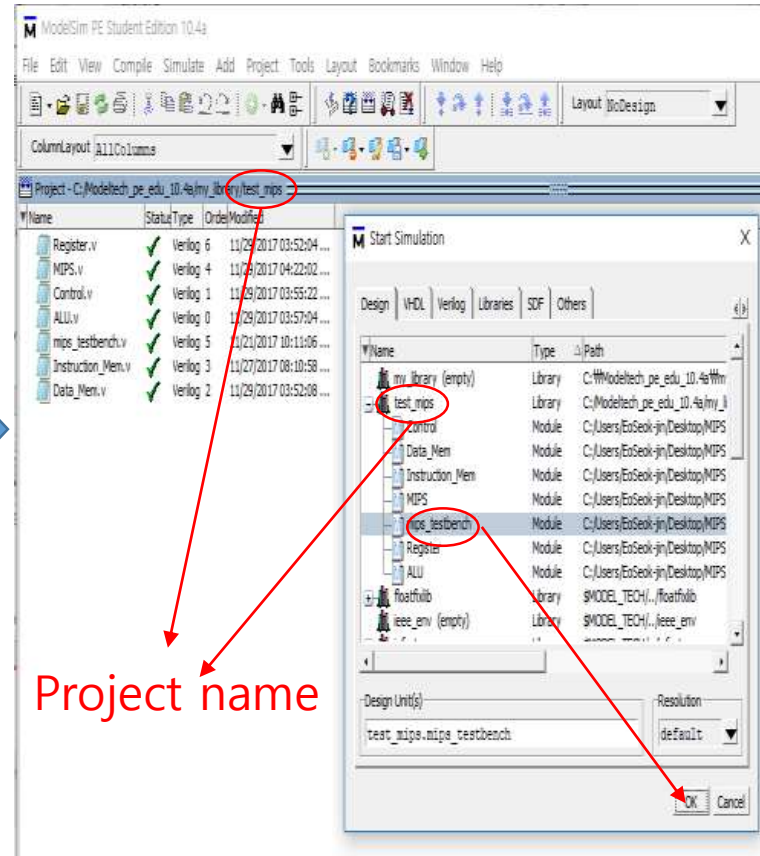 ModelSim PE Student Edition 10.4a
File Edit View Compile Simulate Add Project Tools Layout Bookmarks Window Help
Layout NoDesign
ColumnLayout AllColumns
Project - C:/Modeltech_pe_edu_10.4a/my_library/test_mips
Name Status Type Order Modified
Register.v Verilog 6 11/29/2017 03:52:04 ...
MIPS.v Verilog 4 11/29/2017 04:22:02 ...
Control.v Verilog 1 11/29/2017 03:55:22 ...
ALU.v Verilog 0 11/29/2017 03:57:04 ...
mips_testbench.v Verilog 5 11/21/2017 10:11:06 ...
Instruction_Mem.v Verilog 3 11/27/2017 08:10:58 ...
Data_Mem.v Verilog 2 11/29/2017 03:52:08 ...
Start Simulation X
Design VHDL Verilog Libraries SDF Others
Name Type Path
my_library (empty) Library C:₩Modeltech_pe_edu_10.4a₩m
test_mips Library C:/Modeltech_pe_edu_10.4a/my_li
Control Module C:/Users/EoSeok-jin/Desktop/MIPS
Data_Mem Module C:/Users/EoSeok-jin/Desktop/MIPS
Instruction_Mem Module C:/Users/EoSeok-jin/Desktop/MIPS
MIPS Module C:/Users/EoSeok-jin/Desktop/MIPS
mips_testbench Module C:/Users/EoSeok-jin/Desktop/MIPS
Register Module C:/Users/EoSeok-jin/Desktop/MIPS
ALU Module C:/Users/EoSeok-jin/Desktop/MIPS
floatfixlib Library $MODEL_TECH/../floatfixlib
ieee_env (empty) Library $MODEL_TECH/../ieee_env
Project name
Design Unit(s) Resolution
test_mips.mips_testbench default
OK Cancel